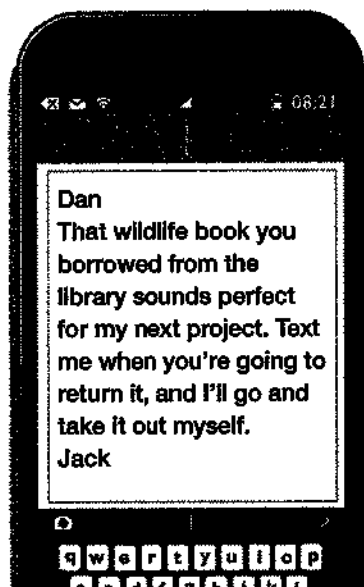 08:21
Dan
That wildlife book you
borrowed from the
library sounds perfect
for my next project. Text
me when you're going to
return it, and I'll go and
take it out myself.
Jack
q w e r t y u i o p